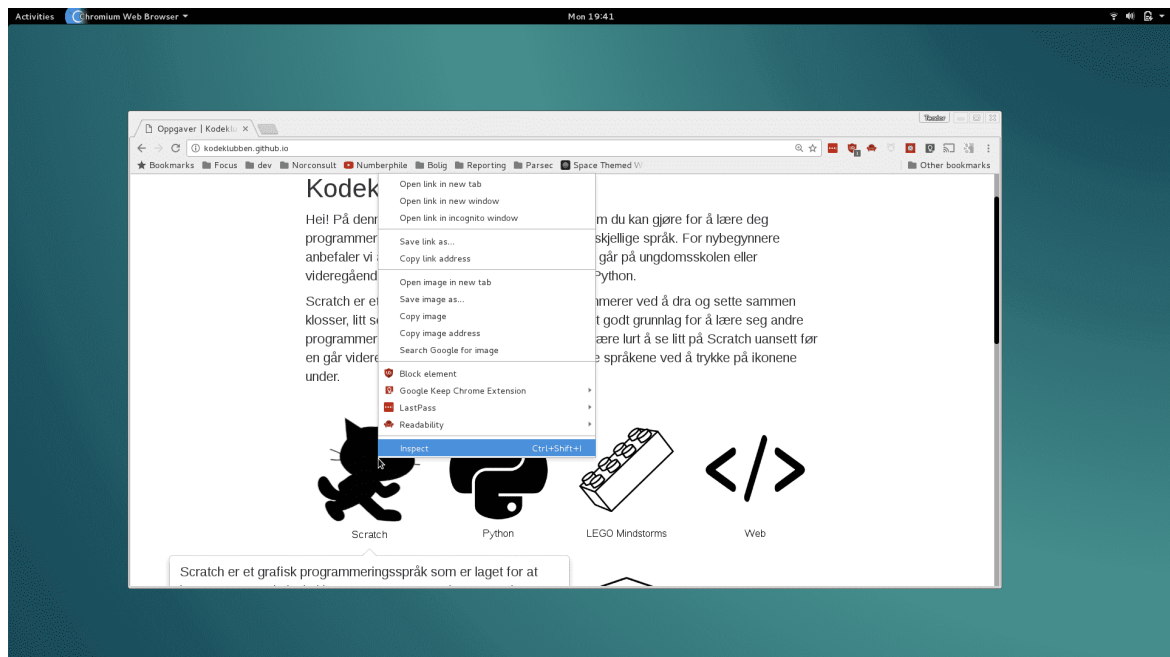 Activities Chromium Web Browser Mon 19:41
Oppgaver | Kodeklu
kodeklubben.github.io
Bookmarks Focus dev Norconsult Numberphile Bolig Reporting Parsec Space Themed W Other bookmarks
Kodek
Hei! På denn m du kan gjøre for å lære deg
programmer skjellige språk. For nybegynnere
anbefaler vi går på ungdomsskolen eller
videregåend Python.
Scratch er et merer ved å dra og sette sammen
klosser, litt s t godt grunnlag for å lære seg andre
programmer ære lurt å se litt på Scratch uansett før
en går videre e språkene ved å trykke på ikonene
under.
Open link in new tab
Open link in new window
Open link in incognito window
Save link as...
Copy link address
Open image in new tab
Save image as...
Copy image
Copy image address
Search Google for image
Block element
Google Keep Chrome Extension
LastPass
Readability
Inspect Ctrl+Shift+I
Scratch Python LEGO Mindstorms Web
Scratch er et grafisk programmeringsspråk som er laget for at